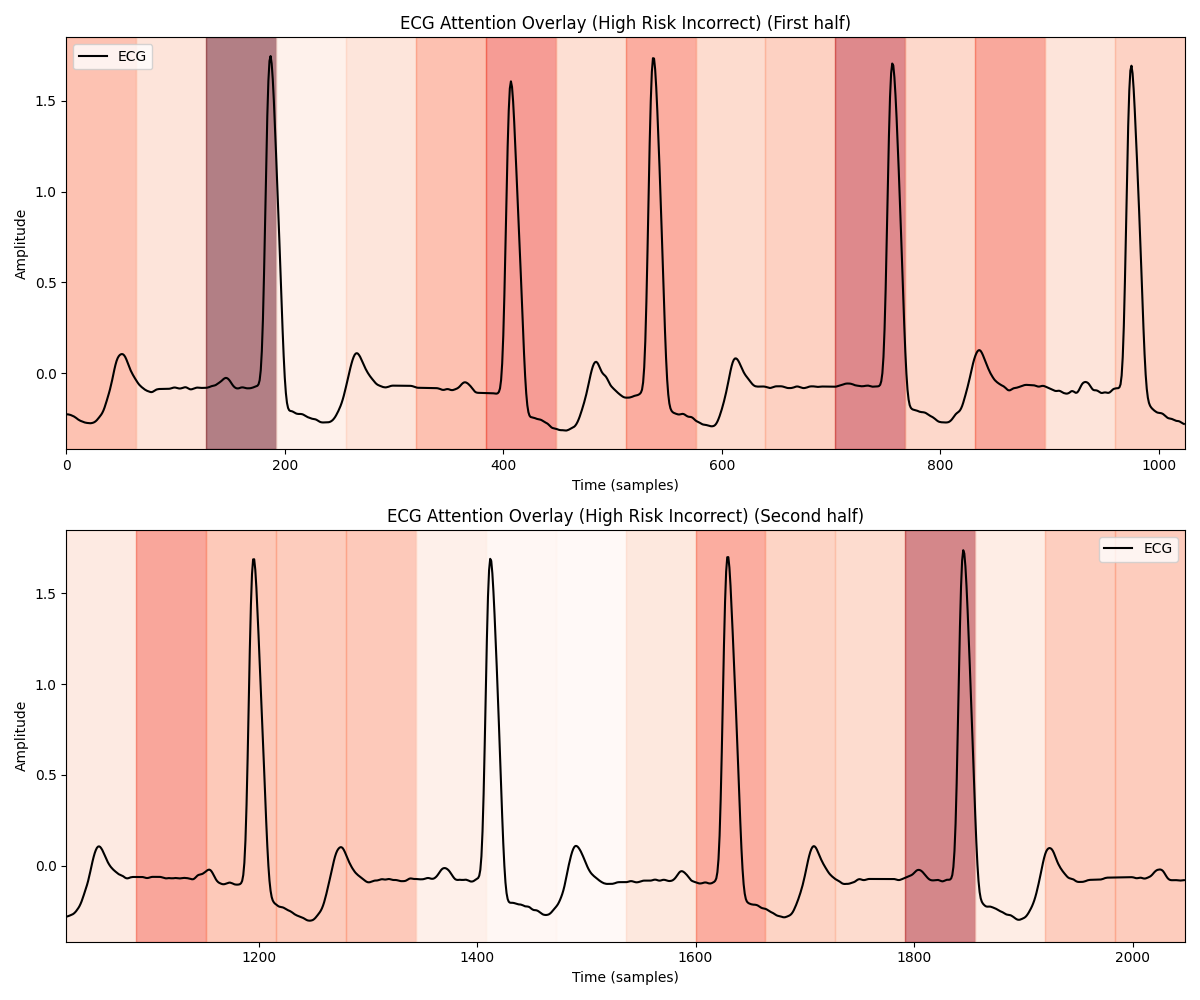 ECG Attention Overlay (High Risk Incorrect) (First half)
ECG
Amplitude
1.5
1.0
0.5
0.0
0 200 400 600 800 1000
Time (samples)
ECG Attention Overlay (High Risk Incorrect) (Second half)
ECG
Amplitude
1.5
1.0
0.5
0.0
1200 1400 1600 1800 2000
Time (samples)